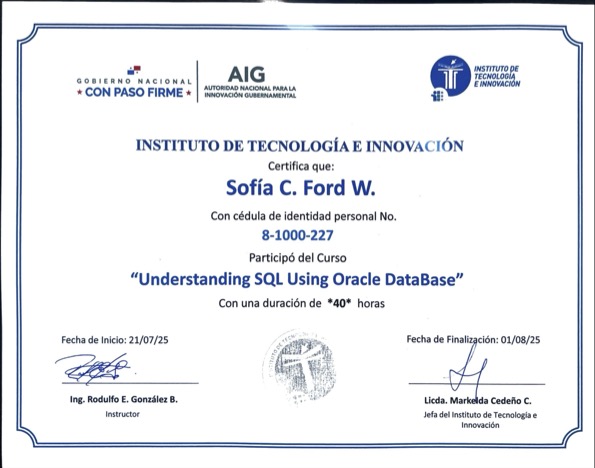 GOBIERNO NACIONAL
★ CON PASO FIRME ★
AIG
AUTORIDAD NACIONAL PARA LA
INNOVACIÓN GUBERNAMENTAL
INSTITUTO DE
TECNOLOGÍA
E INNOVACIÓN
INSTITUTO DE TECNOLOGÍA E INNOVACIÓN
Certifica que:
Sofía C. Ford W.
Con cédula de identidad personal No.
8-1000-227
Participó del Curso
“Understanding SQL Using Oracle DataBase”
Con una duración de *40* horas
Fecha de Inicio: 21/07/25
Fecha de Finalización: 01/08/25
Ing. Rodulfo E. González B.
Instructor
Licda. Markelda Cedeño C.
Jefa del Instituto de Tecnología e
Innovación